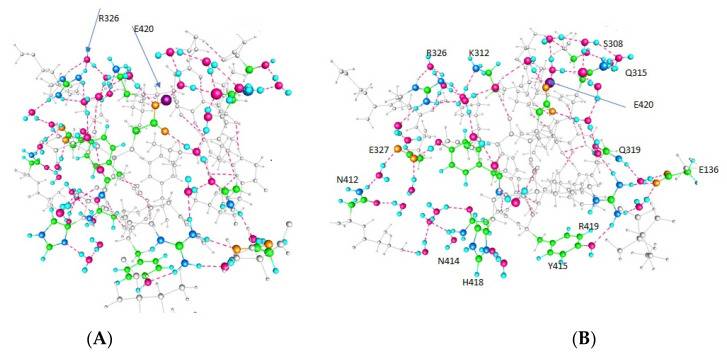 R326
E420
R326
K312
S308
Q315
E420
E327
Q319
E136
N412
R419
N414
Y415
H418
(A)
(B)